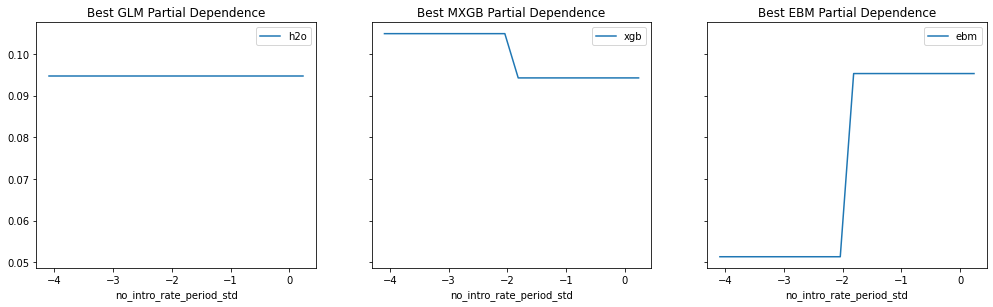 Best GLM Partial Dependence
h2o
0.10
0.09
0.08
0.07
0.06
0.05
−4
−3
−2
−1
0
no_intro_rate_period_std
Best MXGB Partial Dependence
xgb
−4
−3
−2
−1
0
no_intro_rate_period_std
Best EBM Partial Dependence
ebm
−4
−3
−2
−1
0
no_intro_rate_period_std